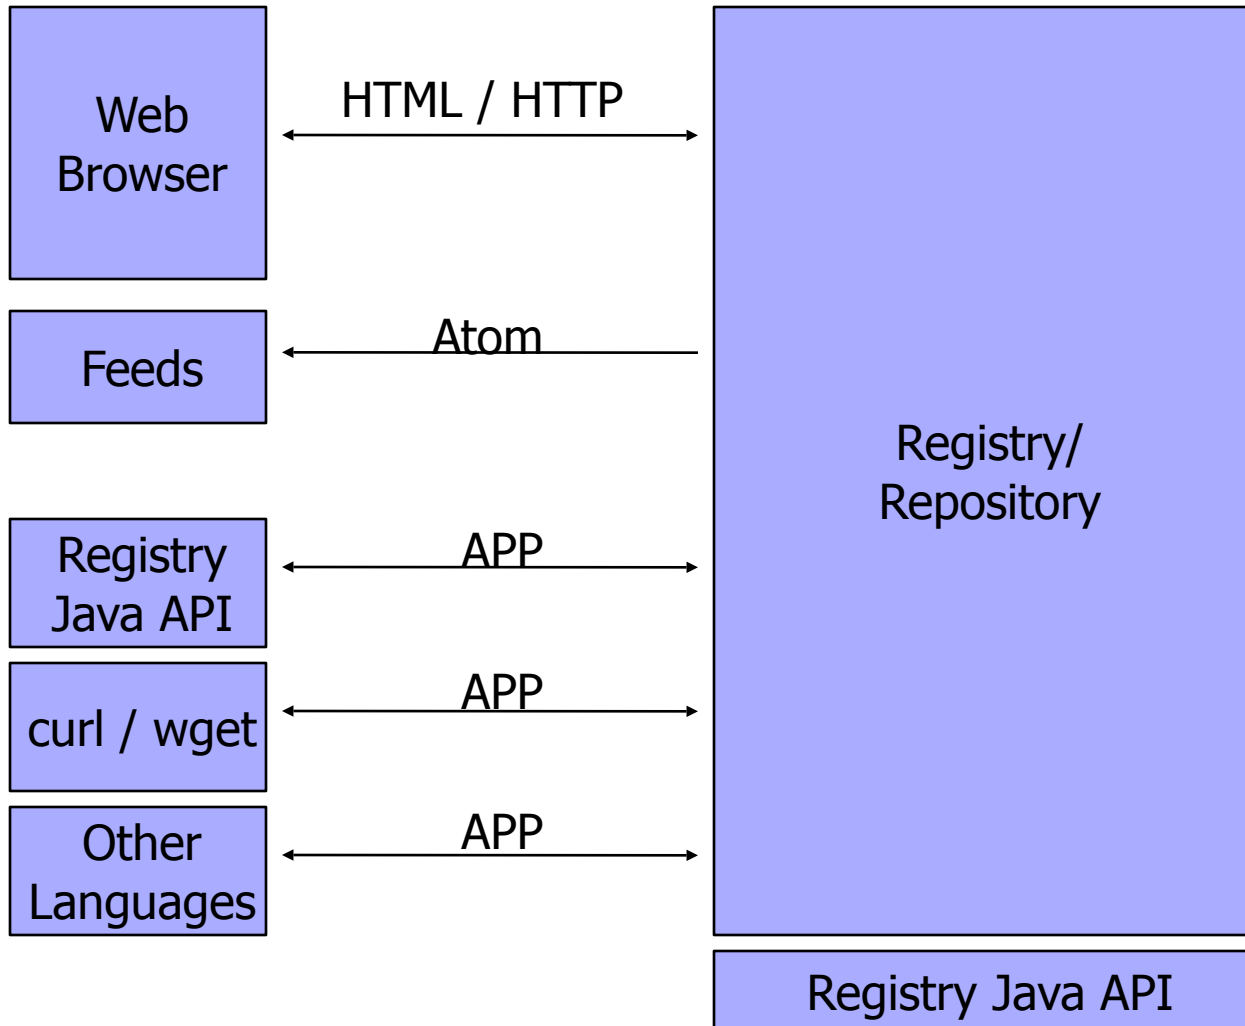 Web
Browser
HTML / HTTP
Feeds
Atom
Registry/
Repository
Registry
Java API
APP
curl / wget
APP
Other
Languages
APP
Registry Java API